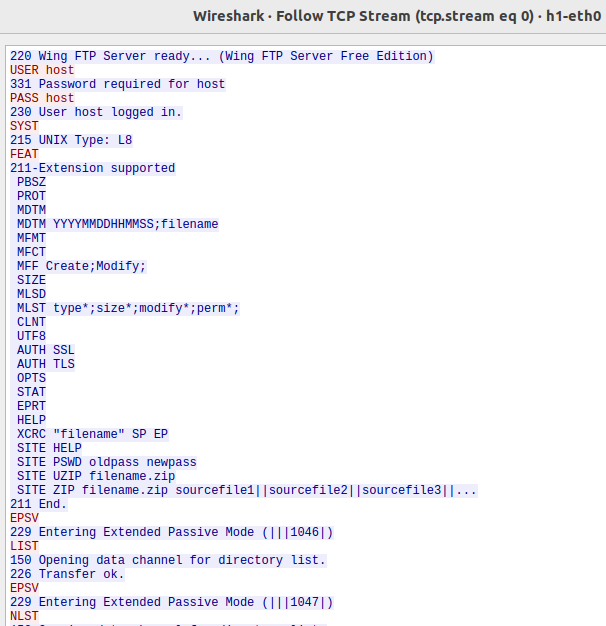 Wireshark · Follow TCP Stream (tcp.stream eq 0) · h1-eth0
220 Wing FTP Server ready... (Wing FTP Server Free Edition)
USER host
331 Password required for host
PASS host
230 User host logged in.
SYST
215 UNIX Type: L8
FEAT
211-Extension supported
PBSZ
PROT
MDTM
MDTM YYYYMMDDHHMMSS;filename
MFMT
MFCT
MFF Create;Modify;
SIZE
MLSD
MLST type*;size*;modify*;perm*;
CLNT
UTF8
AUTH SSL
AUTH TLS
OPTS
STAT
EPRT
HELP
XCRC "filename" SP EP
SITE HELP
SITE PSWD oldpass newpass
SITE UZIP filename.zip
SITE ZIP filename.zip sourcefile1||sourcefile2||sourcefile3||...
211 End.
EPSV
229 Entering Extended Passive Mode (|||1046|)
LIST
150 Opening data channel for directory list.
226 Transfer ok.
EPSV
229 Entering Extended Passive Mode (|||1047|)
NLST